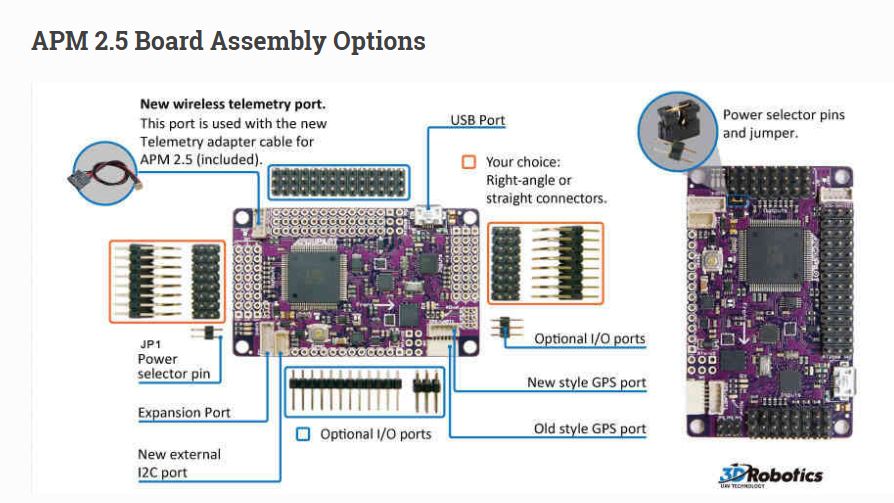 APM 2.5 Board Assembly Options
New wireless telemetry port.
This port is used with the new
Telemetry adapter cable for
APM 2.5 (included).
USB Port
Your choice:
Right-angle or
straight connectors.
Power selector pins
and jumper.
JP1
Power
selector pin
Expansion Port
New external
I2C port
Optional I/O ports
Optional I/O ports
New style GPS port
Old style GPS port
3DRobotics
UAV TECHNOLOGY